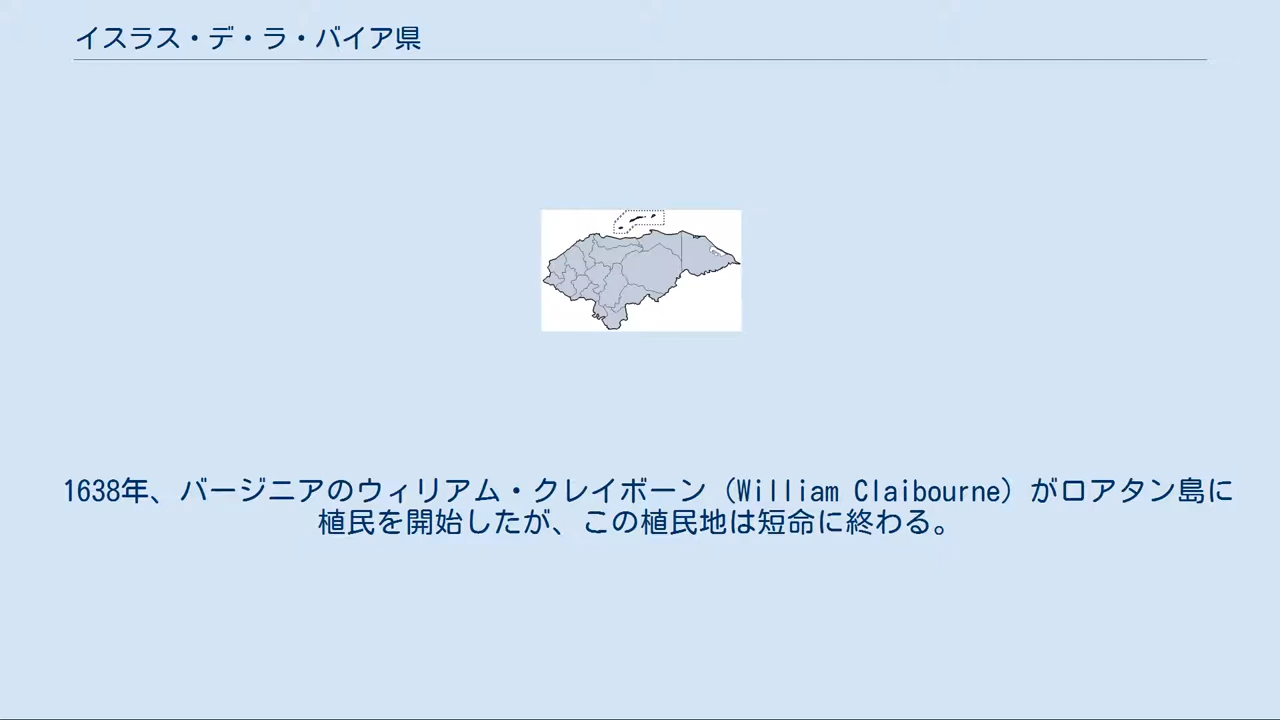 イスラス・デ・ラ・バイア県
1638年、バージニアのウィリアム・クレイボーン（William Claibourne）がロアタン島に
植民を開始したが、この植民地は短命に終わる。